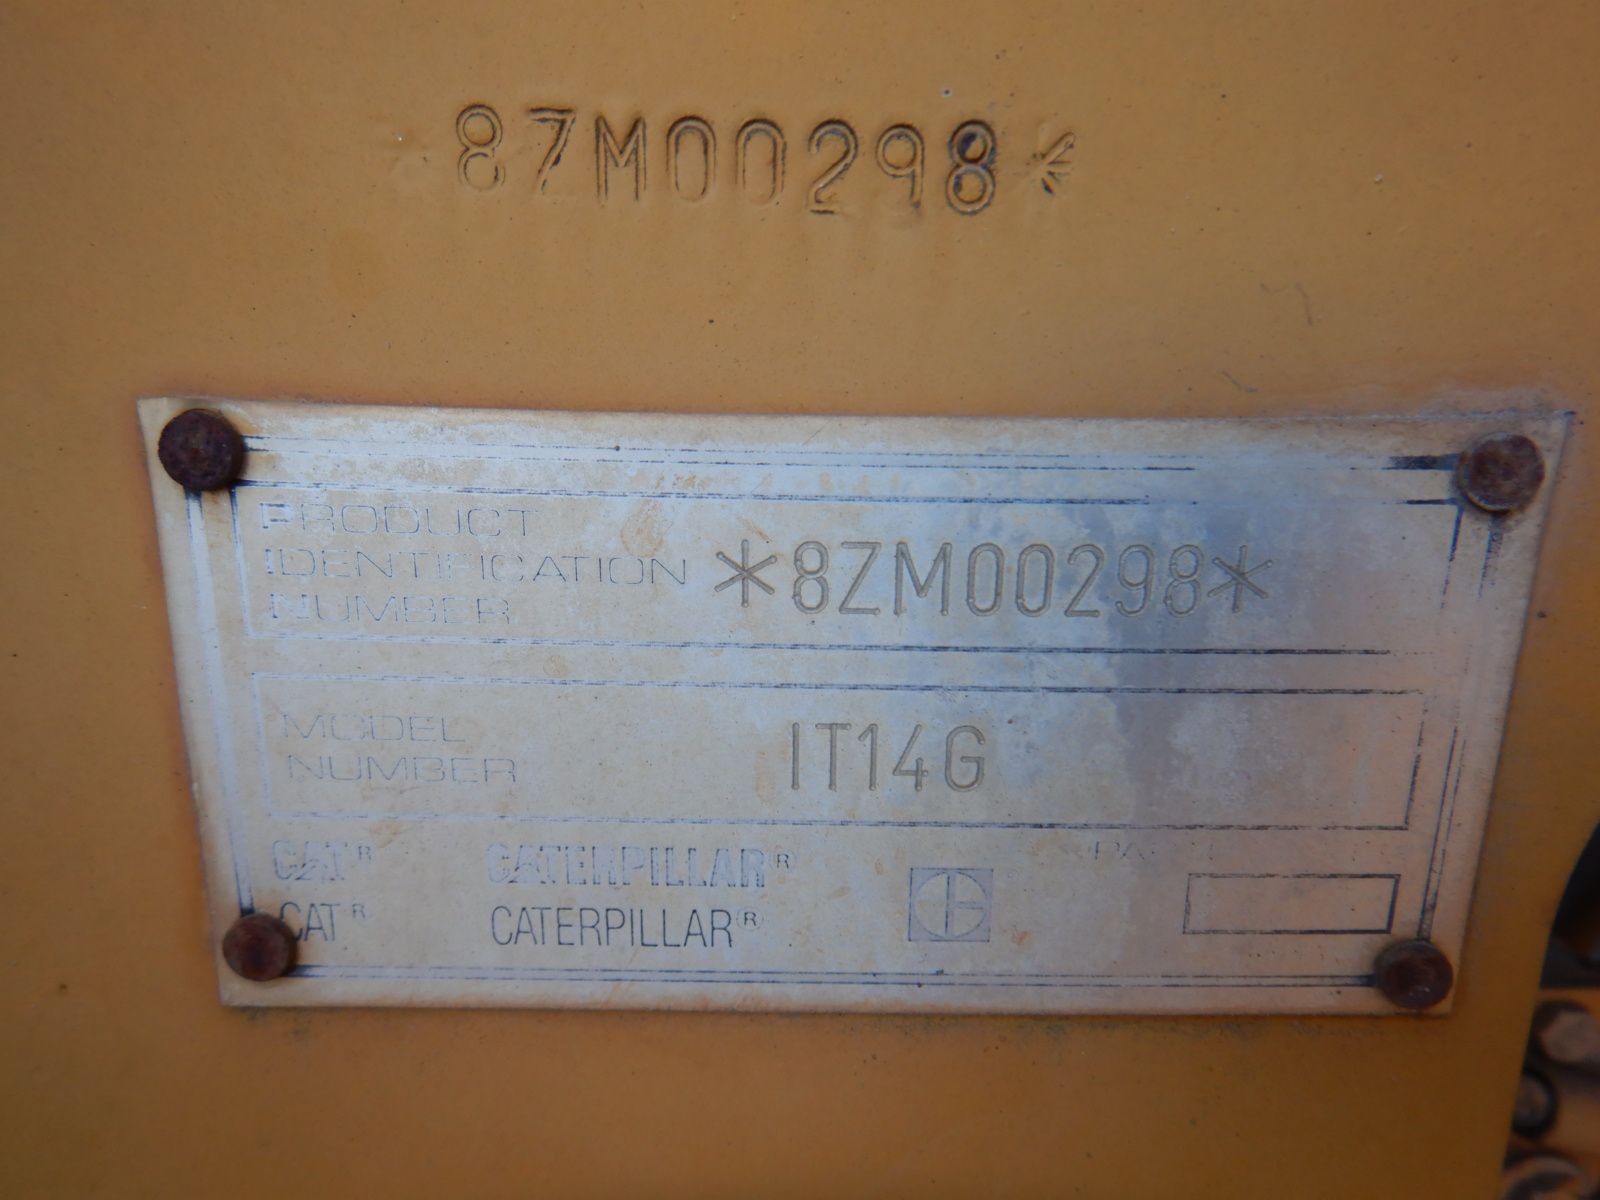 8ZM00298*
PRODUCT
IDENTIFICATION
NUMBER
*8ZM00298*
MODEL
NUMBER
IT14G
CAT® CATERPILLAR®
CAT® CATERPILLAR®